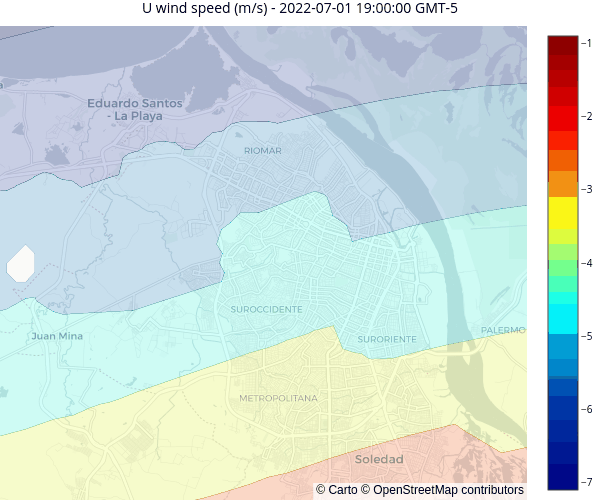 U wind speed (m/s) - 2022-07-01 19:00:00 GMT-5
−1
−2
Eduardo Santos
- La Playa
RIOMAR
−3
−4
SUROCCIDENTE
PALERMO
Juan Mina
SURORIENTE
−5
METROPOLITANA
−6
Soledad
−7
© Carto © OpenStreetMap contributors